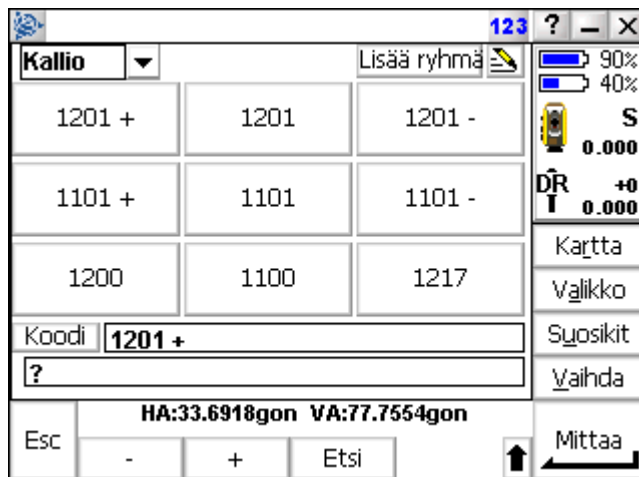 123 ? – X
Kallio Lisää ryhmä 90%
40%
1201 + 1201 1201 - S
0.000
1101 + 1101 1101 - DR +0
0.000
Kartta
1200 1100 1217 Valikko
Koodi 1201 + Suosikit
? Vaihda
HA:33.6918gon VA:77.7554gon
Esc - + Etsi Mittaa